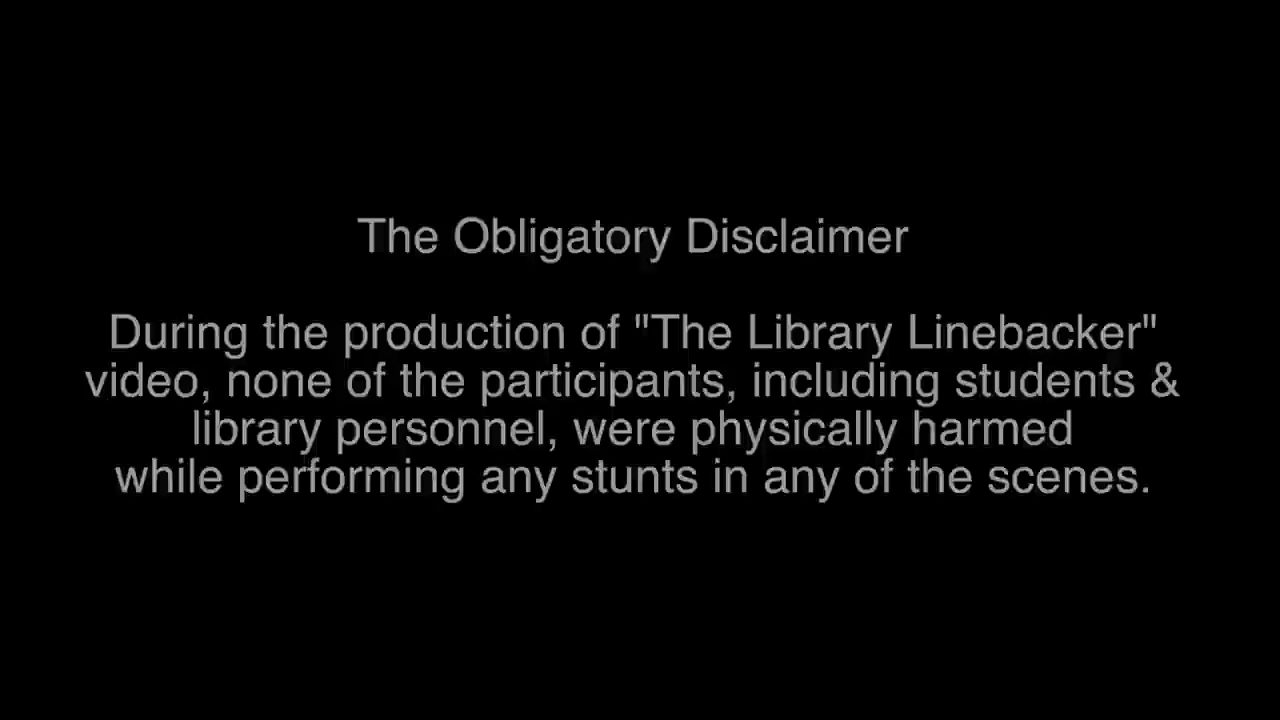 The Obligatory Disclaimer
During the production of "The Library Linebacker"
video, none of the participants, including students &
library personnel, were physically harmed
while performing any stunts in any of the scenes.